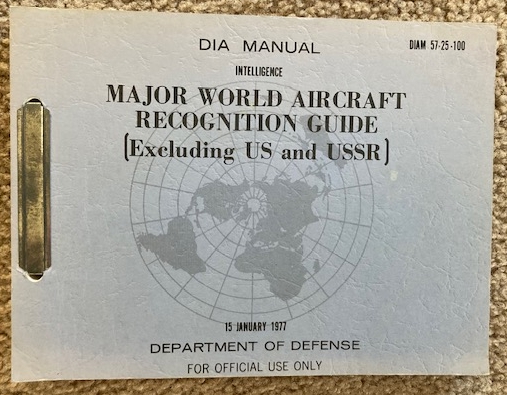 DIA MANUAL
DIAM 57-25-100
INTELLIGENCE
MAJOR WORLD AIRCRAFT
RECOGNITION GUIDE
(Excluding US and USSR)
15 JANUARY 1977
DEPARTMENT OF DEFENSE
FOR OFFICIAL USE ONLY